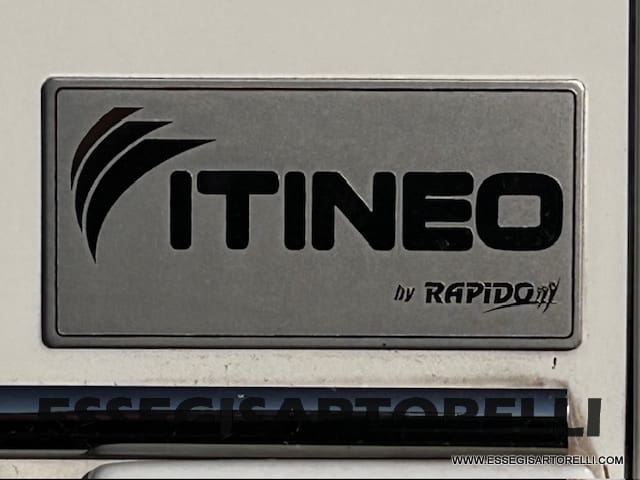 ITINEO
by RAPIDO
ESSEGISARTORELLI
WWW.ESSEGISARTORELLI.COM